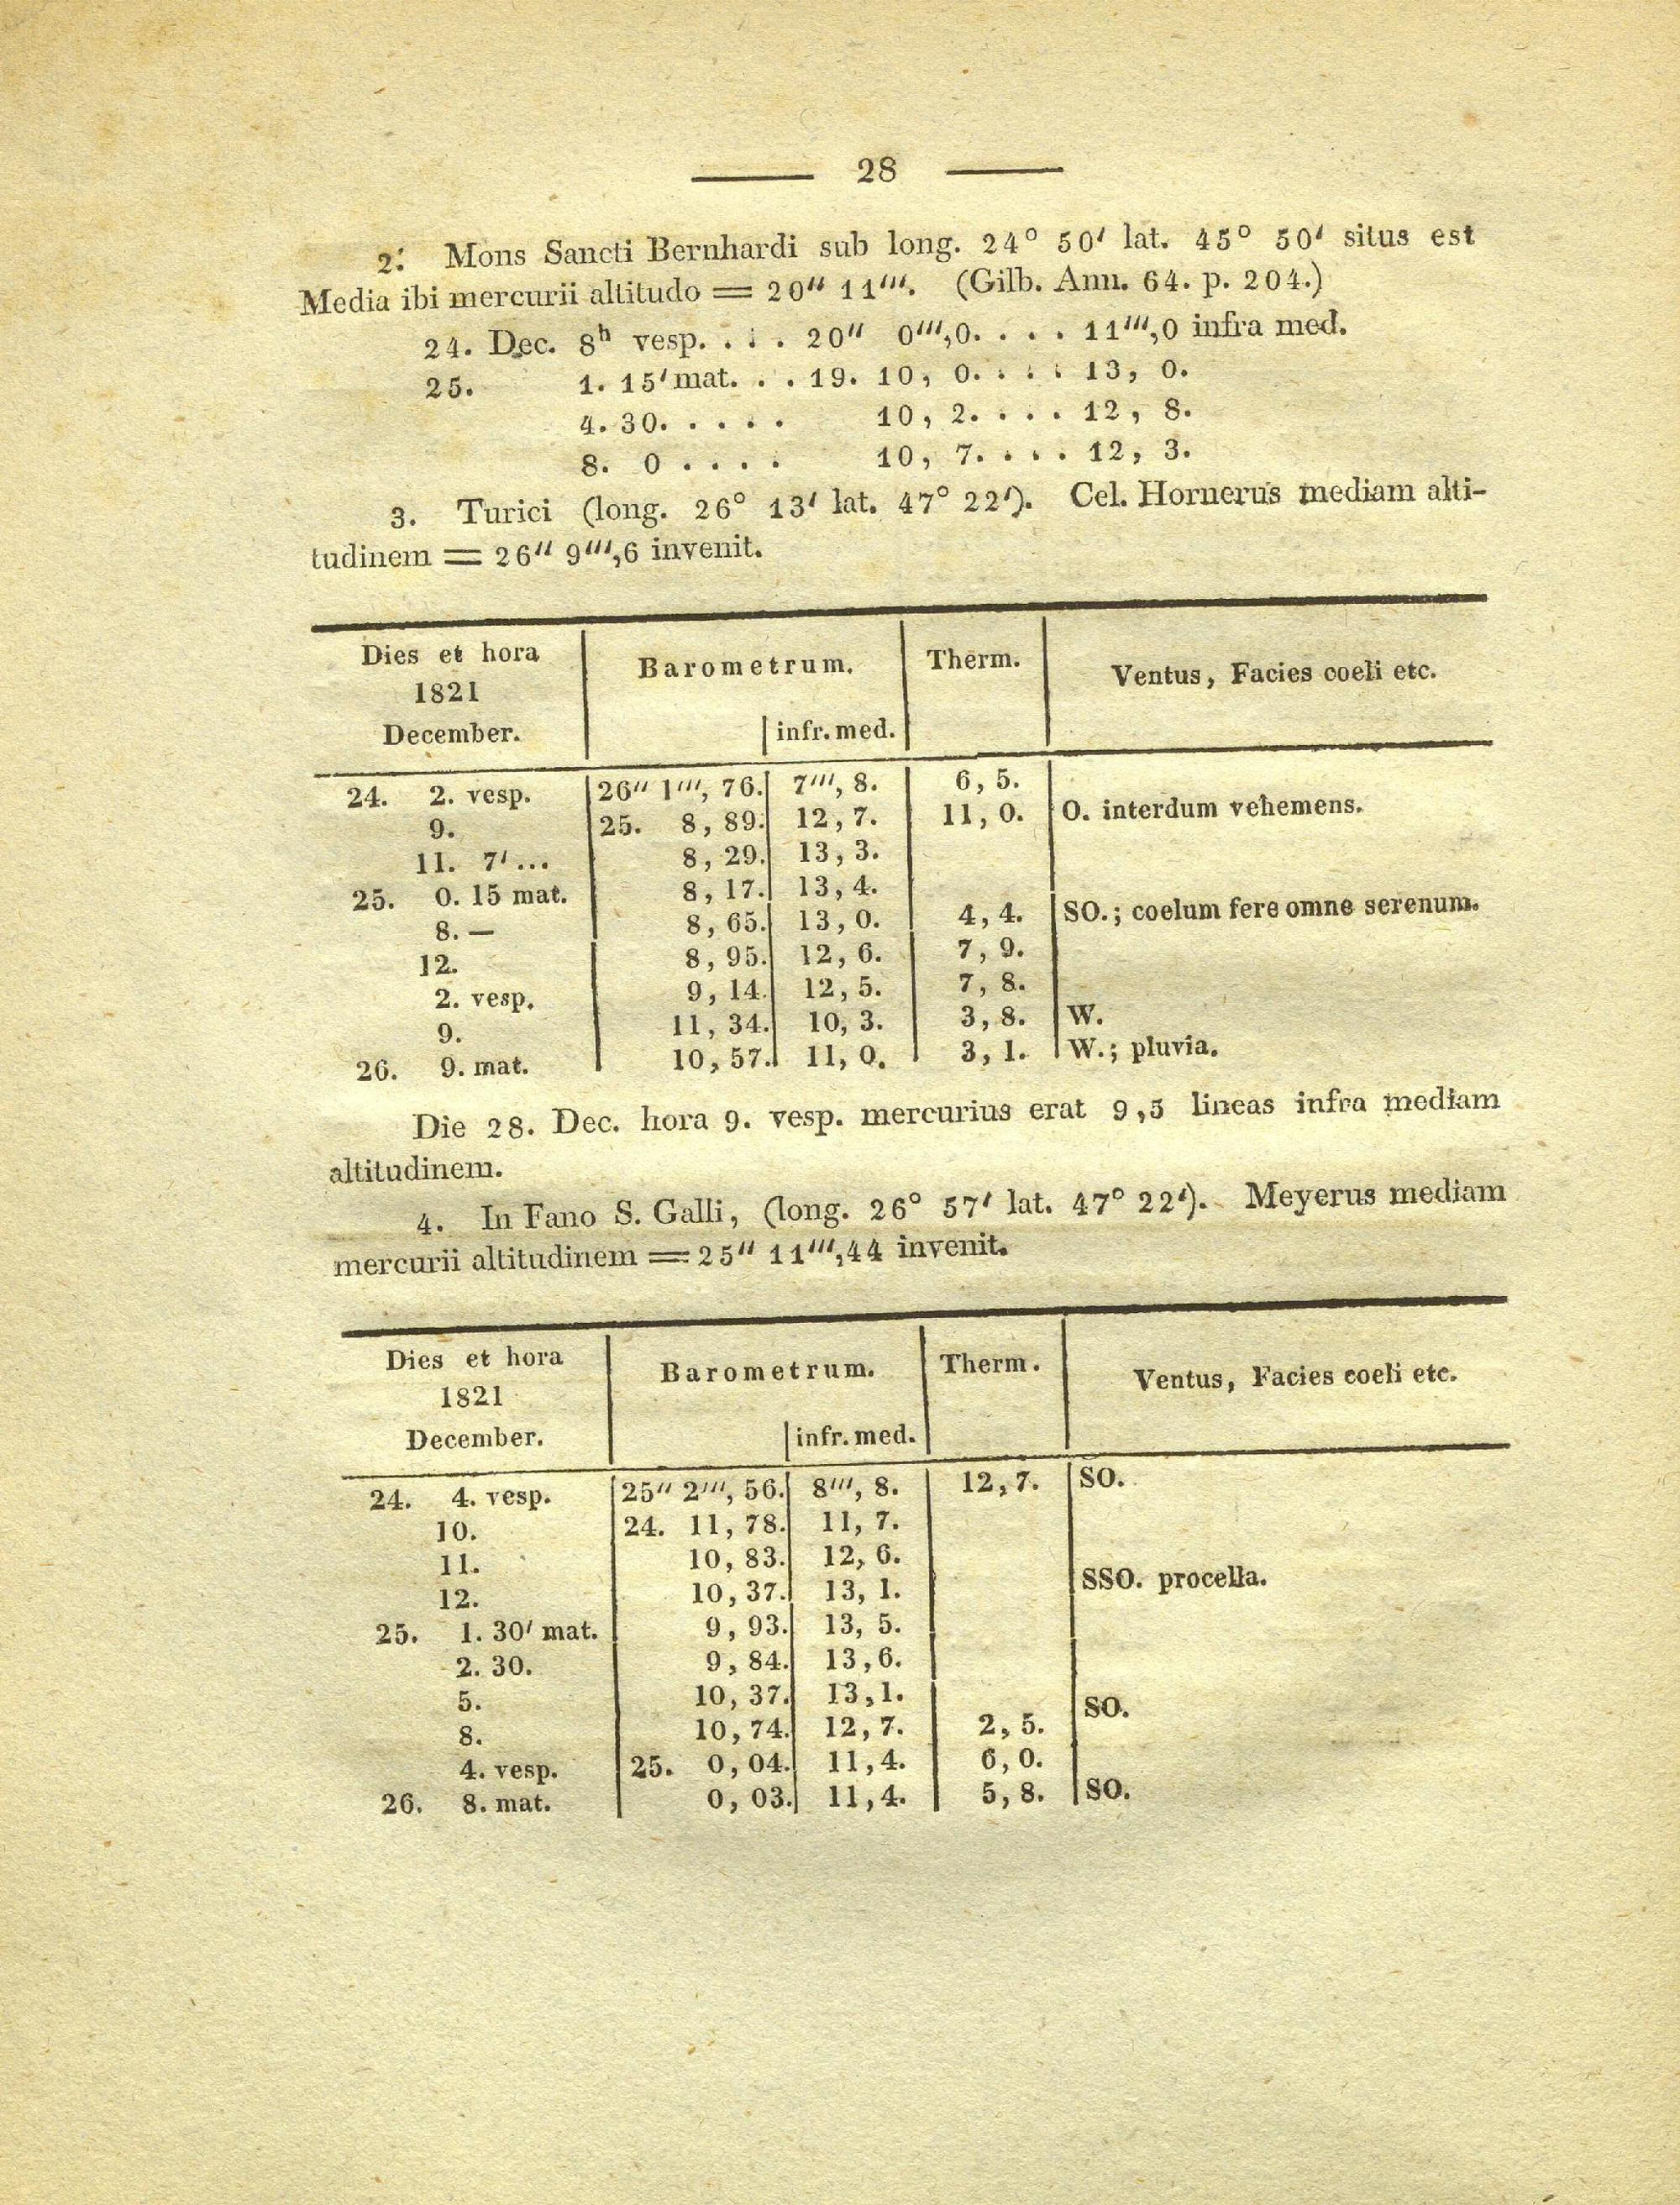 28
2. Mons Sancti Bernhardi sub long. 24° 50′ lat. 45° 50′ situs est
Media ibi mercurii altitudo = 20″ 11‴. (Gilb. Ann. 64. p. 204.)
24. Dec. 8h vesp. . . . 20″ 0‴,0. . . . 11‴,0 infra med.
25. 1. 15′ mat. . . 19. 10, 0. . . . 13, 0.
4. 30. . . . . . 10, 2. . . . 12, 8.
8. 0 . . . . 10, 7. . . . 12, 3.
3. Turici (long. 26° 13′ lat. 47° 22′). Cel. Hornerus mediam alti-
tudinem = 26″ 9‴,6 invenit.
Dies et hora 1821 December. | Barometrum. | infr. med. | Therm. | Ventus, Facies coeli etc.
24. 2. vesp. | 26″ 1‴, 76. | 7‴, 8. | 6, 5.
9. | 25. 8, 89. | 12, 7. | 11, 0. | O. interdum vehemens.
11. 7′ ... | 8, 29. | 13, 3.
25. 0. 15 mat. | 8, 17. | 13, 4.
8. — | 8, 65. | 13, 0. | 4, 4. | SO.; coelum fere omne serenum.
12. | 8, 95. | 12, 6. | 7, 9.
2. vesp. | 9, 14. | 12, 5. | 7, 8.
9. | 11, 34. | 10, 3. | 3, 8. | W.
26. 9. mat. | 10, 57. | 11, 0. | 3, 1. | W.; pluvia.
Die 28. Dec. hora 9. vesp. mercurius erat 9,5 lineas infra mediam
altitudinem.
4. In Fano S. Galli, (long. 26° 57′ lat. 47° 22′). Meyerus mediam
mercurii altitudinem = 25″ 11‴,44 invenit.
Dies et hora 1821 December. | Barometrum. | infr. med. | Therm. | Ventus, Facies coeli etc.
24. 4. vesp. | 25″ 2‴, 56. | 8‴, 8. | 12, 7. | SO.
10. | 24. 11, 78. | 11, 7.
11. | 10, 83. | 12, 6.
12. | 10, 37. | 13, 1. | SSO. procella.
25. 1. 30′ mat. | 9, 93. | 13, 5.
2. 30. | 9, 84. | 13, 6.
5. | 10, 37. | 13, 1.
8. | 10, 74. | 12, 7. | 2, 5. | SO.
4. vesp. | 25. 0, 04. | 11, 4. | 6, 0.
26. 8. mat. | 0, 03. | 11, 4. | 5, 8. | SO.